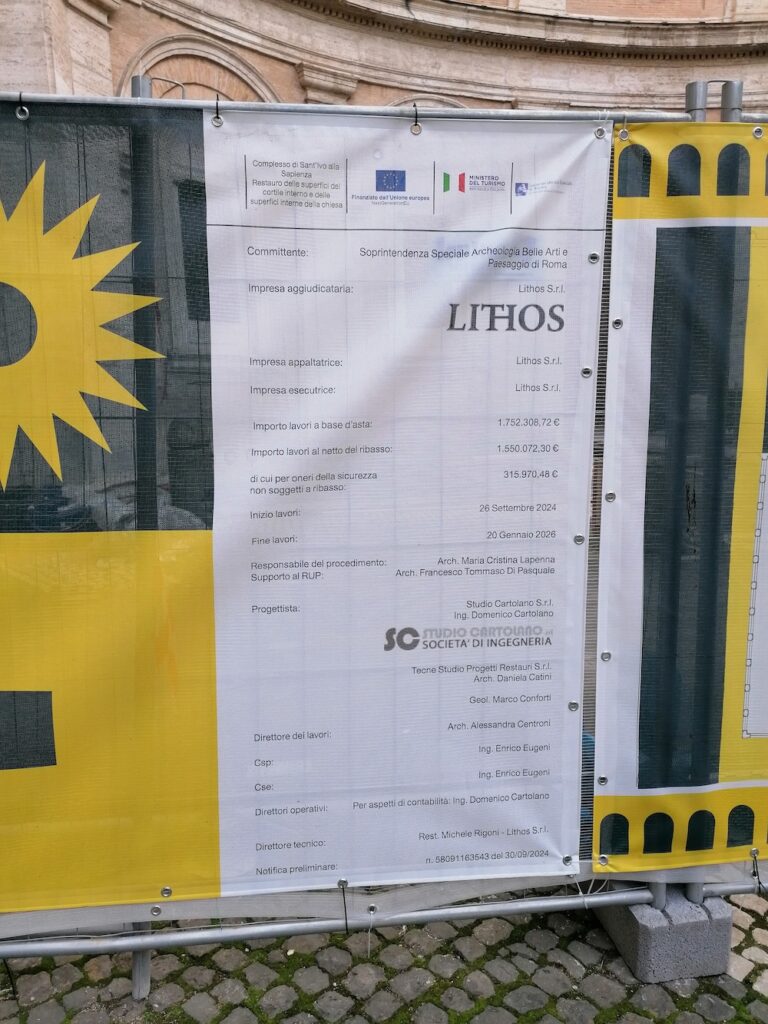 Complesso di Sant'Ivo alla
Sapienza
Restauro delle superfici del
cortile interno e delle
superfici interne della chiesa
Finanziato dall'Unione europea
NextGenerationEU
MINISTERO
DEL TURISMO
Committente: Soprintendenza Speciale Archeologia Belle Arti e
Paesaggio di Roma
Impresa aggiudicataria: Lithos S.r.l.
LITHOS
Impresa appaltatrice: Lithos S.r.l.
Impresa esecutrice: Lithos S.r.l.
Importo lavori a base d'asta: 1.752.308,72 €
Importo lavori al netto del ribasso: 1.550.072,30 €
di cui per oneri della sicurezza 315.970,48 €
non soggetti a ribasso:
Inizio lavori: 26 Settembre 2024
Fine lavori: 20 Gennaio 2026
Responsabile del procedimento: Arch. Maria Cristina Lapenna
Supporto al RUP: Arch. Francesco Tommaso Di Pasquale
Progettista: Studio Cartolano S.r.l.
Ing. Domenico Cartolano
SC STUDIO CARTOLANO srl
SOCIETA' DI INGEGNERIA
Tecne Studio Progetti Restauri S.r.l.
Arch. Daniela Catini
Geol. Marco Conforti
Direttore dei lavori: Arch. Alessandra Centroni
Csp: Ing. Enrico Eugeni
Cse: Ing. Enrico Eugeni
Direttori operativi: Per aspetti di contabilità: Ing. Domenico Cartolano
Direttore tecnico: Rest. Michele Rigoni - Lithos S.r.l.
Notifica preliminare: n. 58091163543 del 30/09/2024